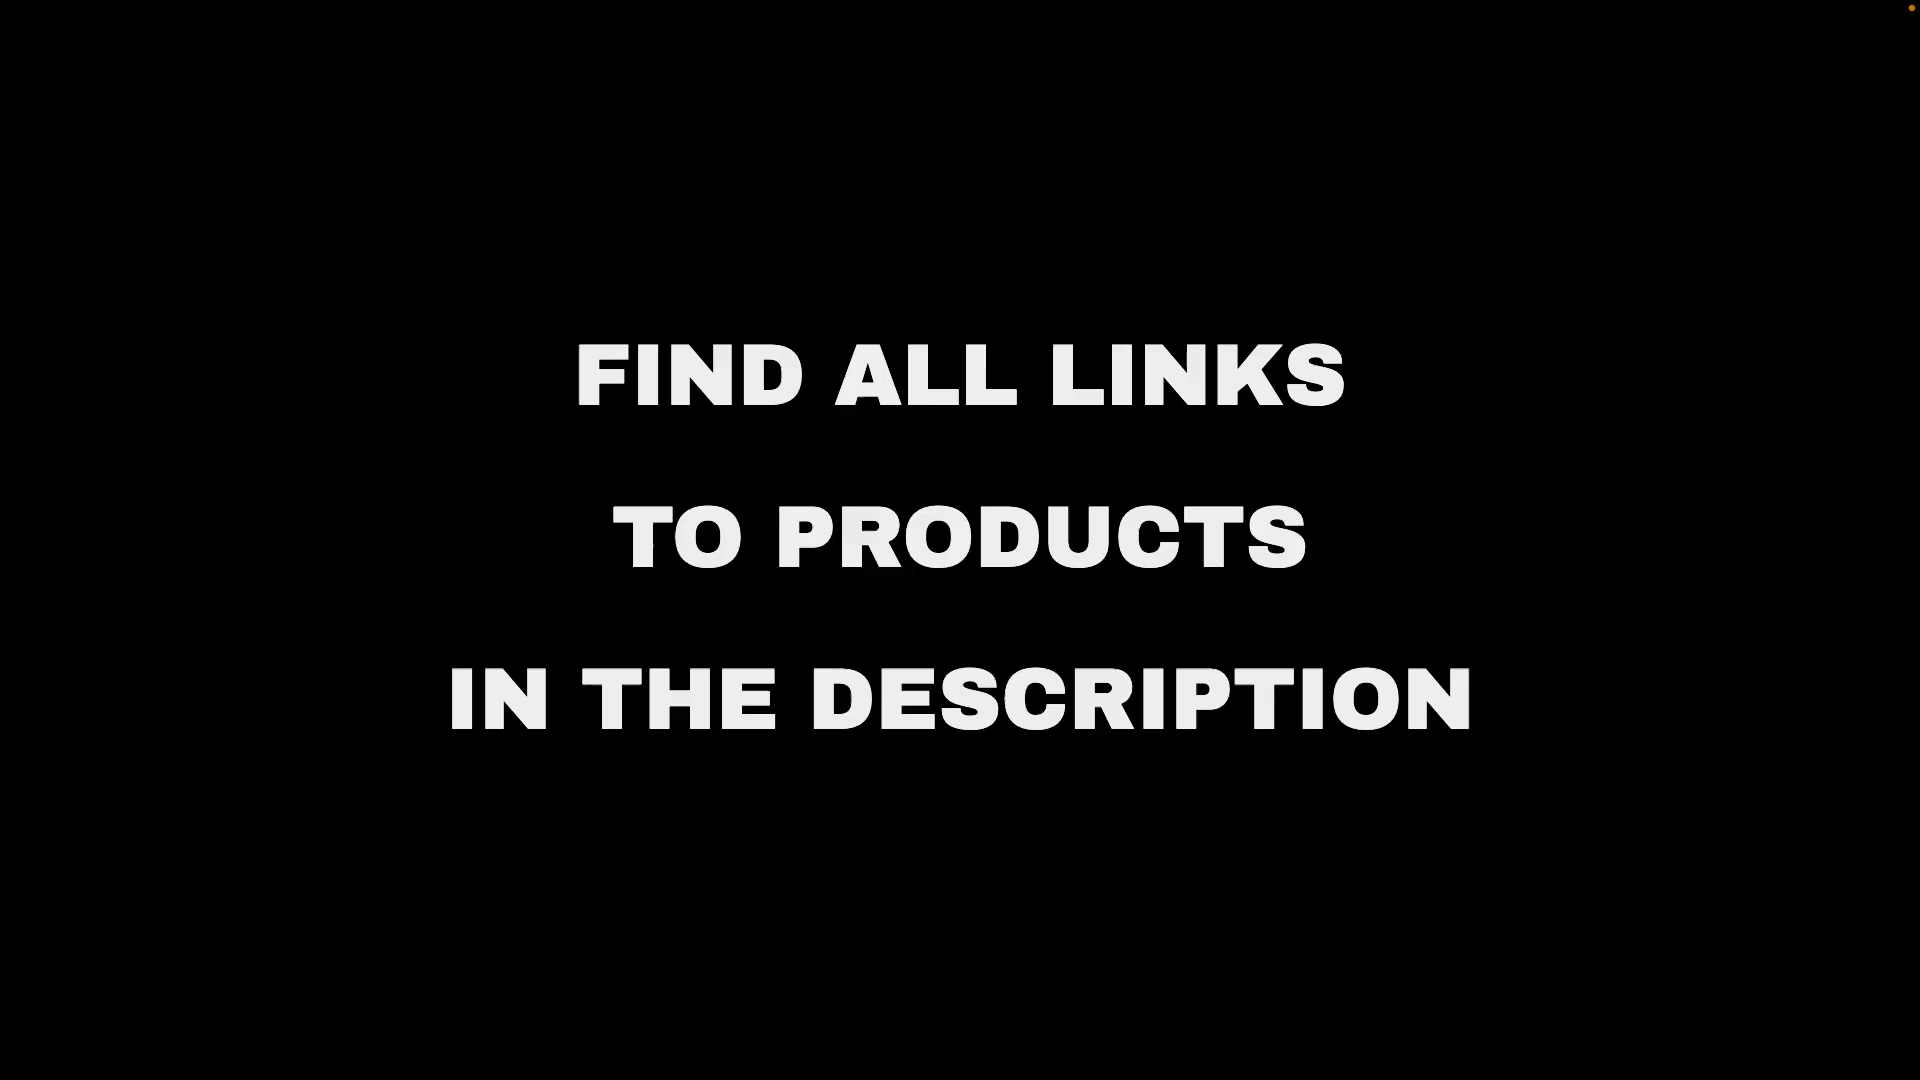 FIND ALL LINKS
TO PRODUCTS
IN THE DESCRIPTION